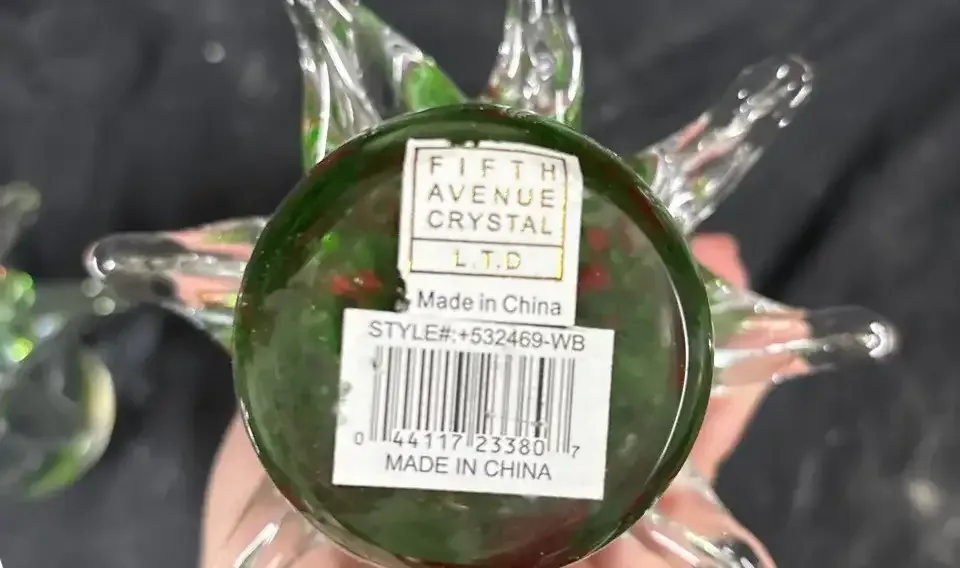 FIFTH
AVENUE
CRYSTAL
L.T.D
Made in China
STYLE#:+532469-WB
0 44117 23380 7
MADE IN CHINA